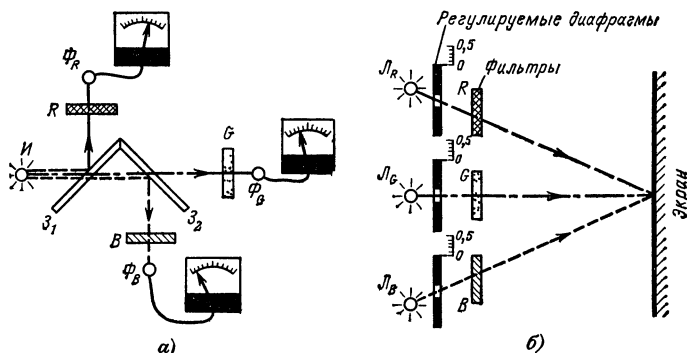 Ф_R
R
И
G
Ф_G
З_1
З_2
B
Ф_B
а)
Регулируемые диафрагмы
0,5
0
Фильтры
Л_R
R
0,5
0
Л_G
G
Экран
0,5
0
Л_B
B
б)